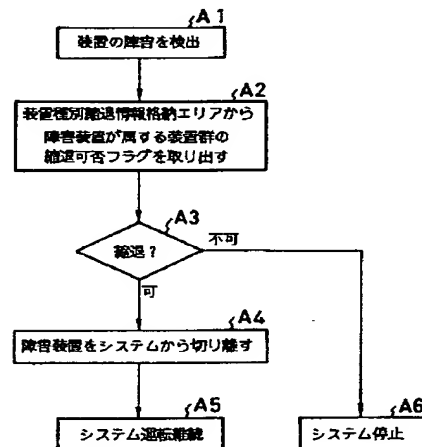 A1
装置の障害を検出
A2
装置種別縮退情報格納エリアから
障害装置が属する装置群の
縮退可否フラグを取り出す
A3
縮退?
不可
可
A4
障害装置をシステムから切り離す
A5
システム運転継続
A6
システム停止